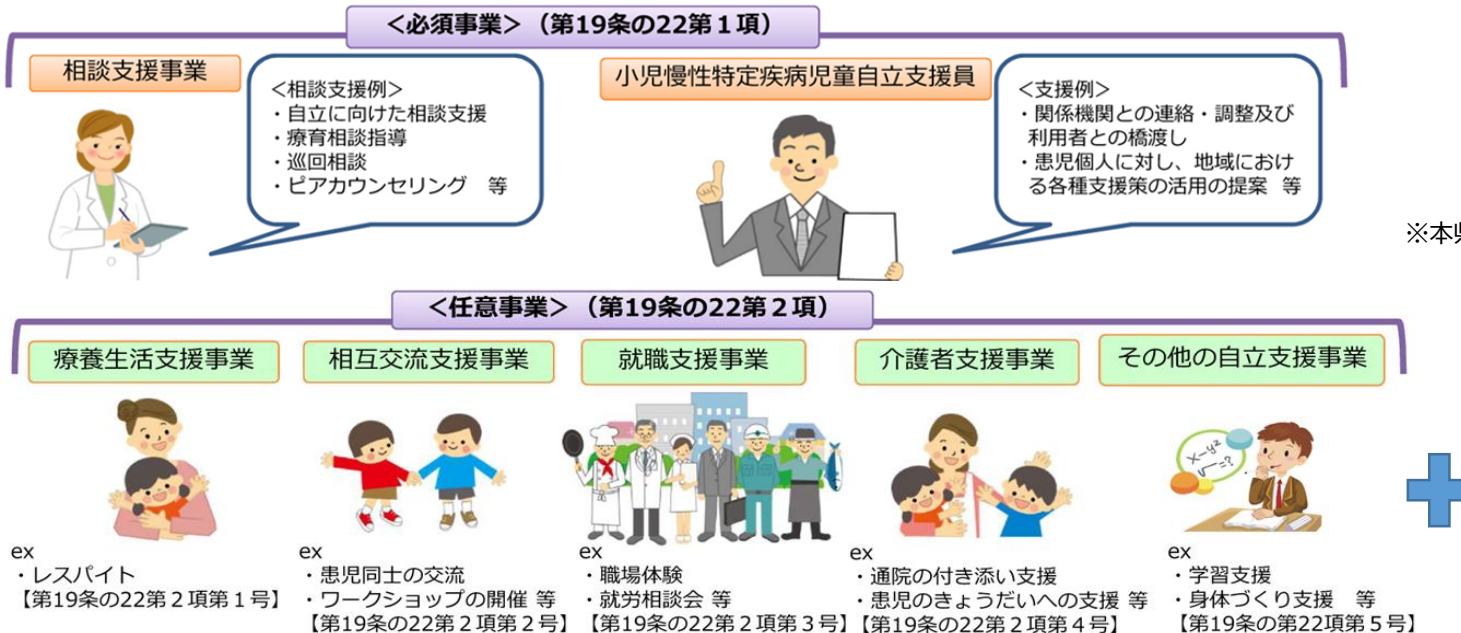 ＜必須事業＞（第19条の22第１項）
相談支援事業
＜相談支援例＞
・自立に向けた相談支援
・療育相談指導
・巡回相談
・ピアカウンセリング　等
小児慢性特定疾病児童自立支援員
＜支援例＞
・関係機関との連絡・調整及び
利用者との橋渡し
・患児個人に対し、地域におけ
る各種支援策の活用の提案　等
※本県
＜任意事業＞（第19条の22第２項）
療養生活支援事業
相互交流支援事業
就職支援事業
介護者支援事業
その他の自立支援事業
x-y²
√=?
ex
・レスパイト
【第19条の22第２項第１号】
ex
・患児同士の交流
・ワークショップの開催 等
【第19条の22第２項第２号】
ex
・職場体験
・就労相談会 等
【第19条の22第２項第３号】
ex
・通院の付き添い支援
・患児のきょうだいへの支援 等
【第19条の22第２項第４号】
ex
・学習支援
・身体づくり支援　等
【第19条の第22項第５号】